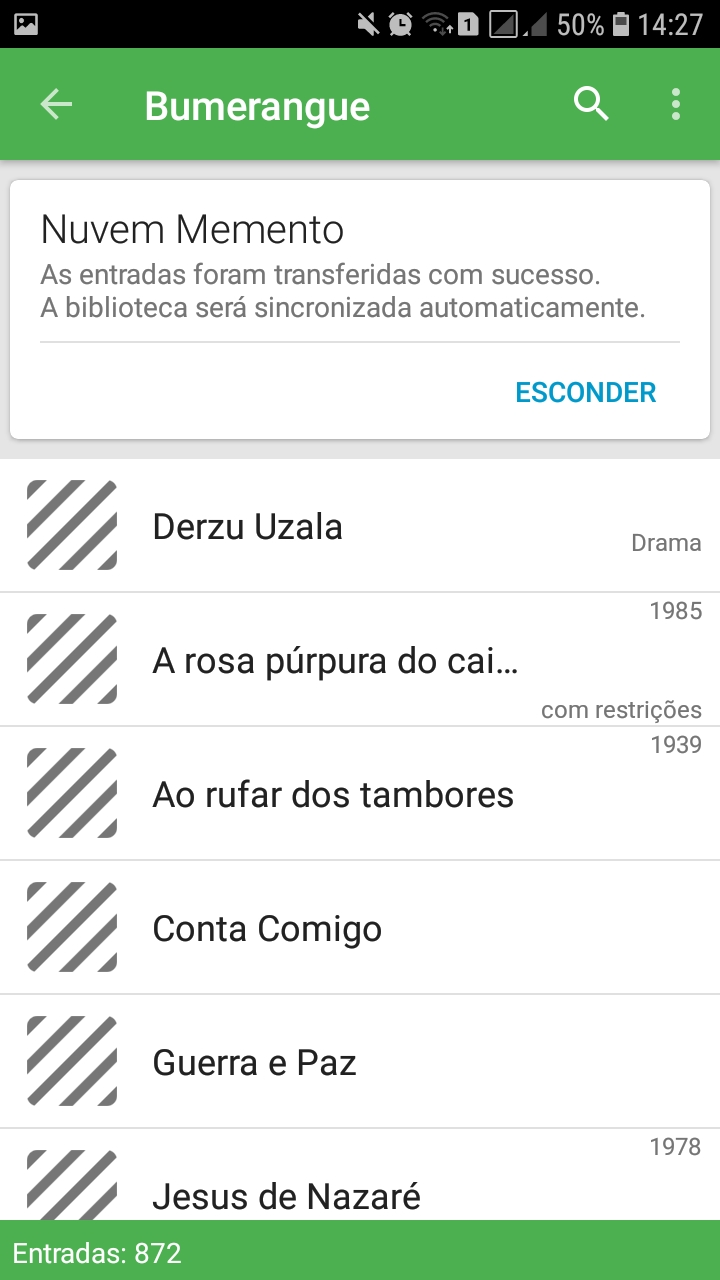 1 50% 14:27
Bumerangue
Nuvem Memento
As entradas foram transferidas com sucesso.
A biblioteca será sincronizada automaticamente.
ESCONDER
Derzu Uzala
Drama
1985
A rosa púrpura do cai...
com restrições
1939
Ao rufar dos tambores
Conta Comigo
Guerra e Paz
1978
Jesus de Nazaré
Entradas: 872